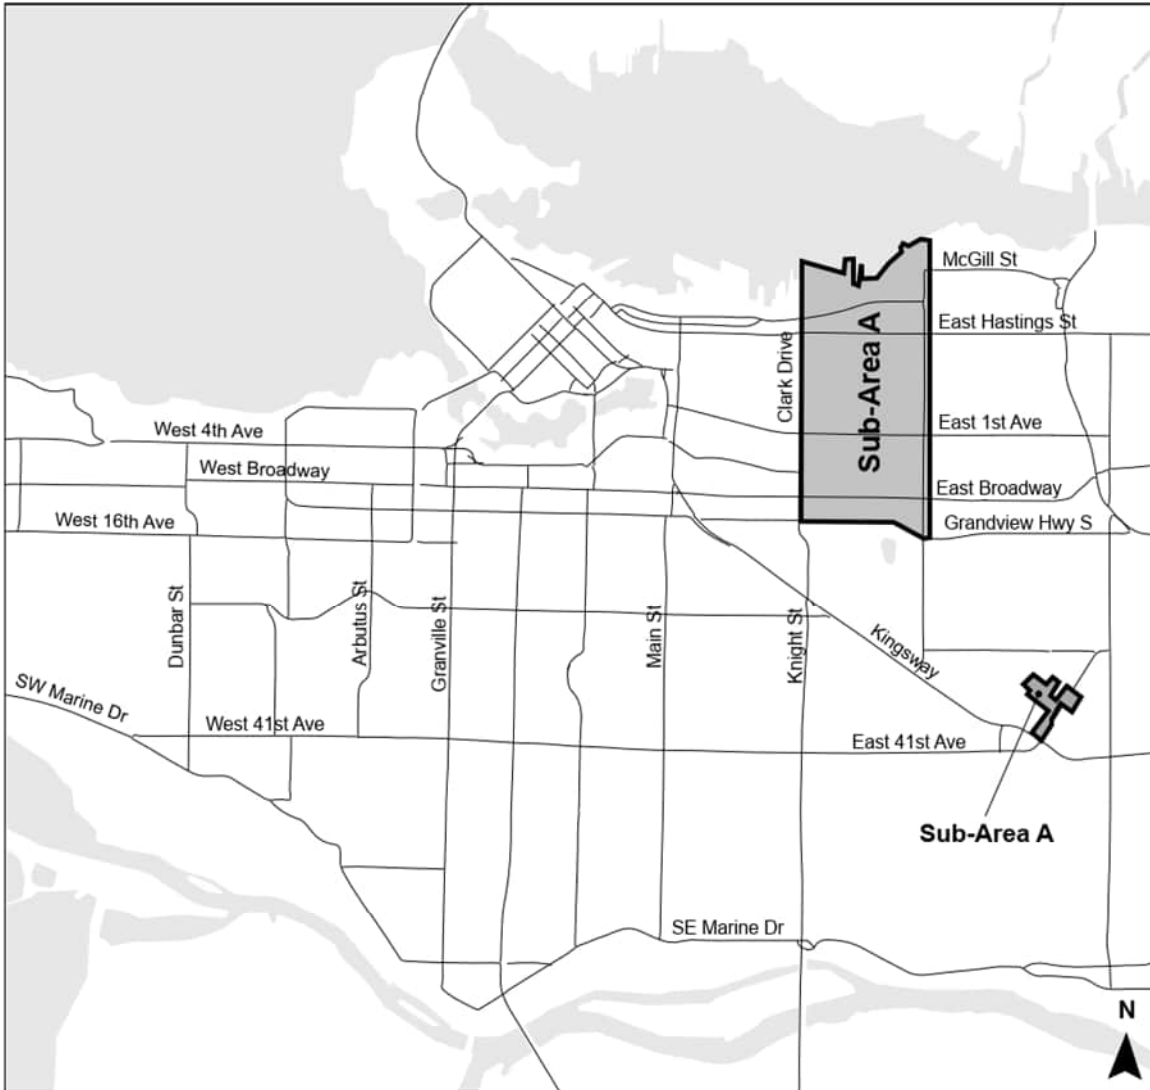 McGill St
East Hastings St
Clark Drive
Sub-Area A
East 1st Ave
West 4th Ave
West Broadway
East Broadway
West 16th Ave
Grandview Hwy S
Dunbar St
Arbutus St
Granville St
Main St
Knight St
Kingsway
SW Marine Dr
West 41st Ave
East 41st Ave
Sub-Area A
SE Marine Dr
N